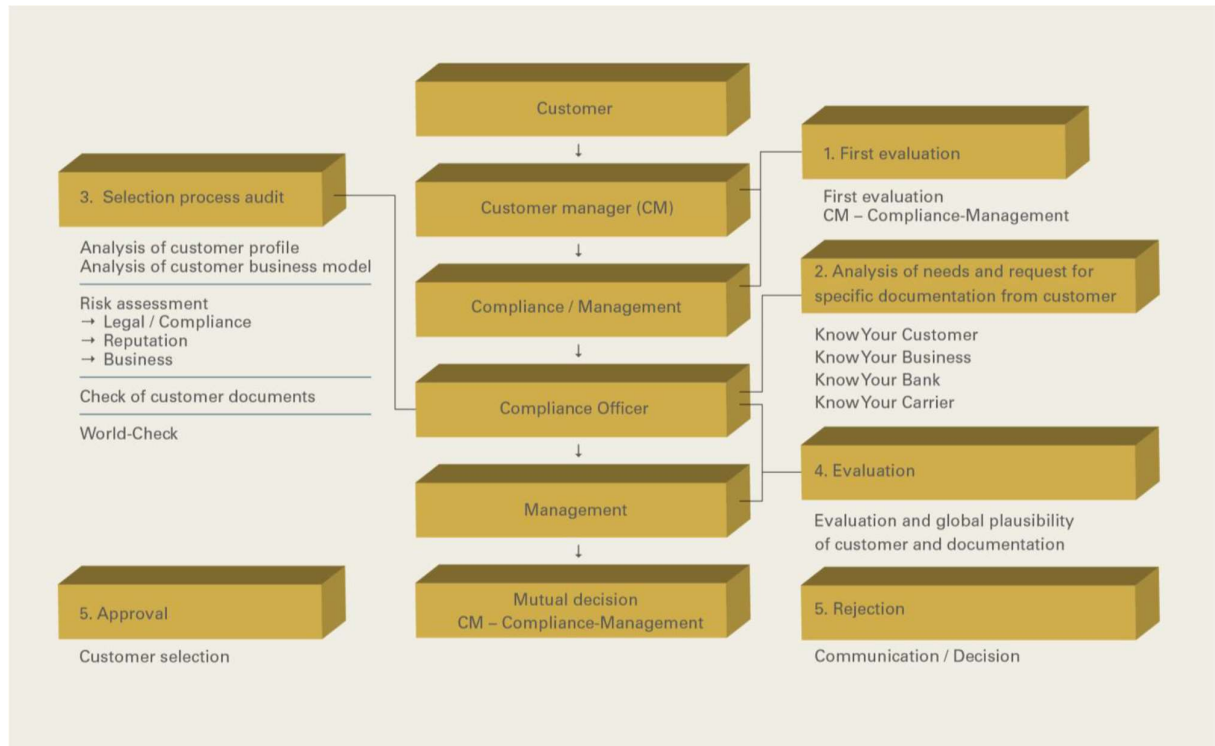 Customer
↓
Customer manager (CM)
↓
Compliance / Management
↓
Compliance Officer
↓
Management
↓
Mutual decision
CM – Compliance-Management
1. First evaluation
First evaluation
CM – Compliance-Management
2. Analysis of needs and request for
specific documentation from customer
Know Your Customer
Know Your Business
Know Your Bank
Know Your Carrier
3. Selection process audit
Analysis of customer profile
Analysis of customer business model
Risk assessment
→ Legal / Compliance
→ Reputation
→ Business
Check of customer documents
World-Check
4. Evaluation
Evaluation and global plausibility
of customer and documentation
5. Approval
Customer selection
5. Rejection
Communication / Decision